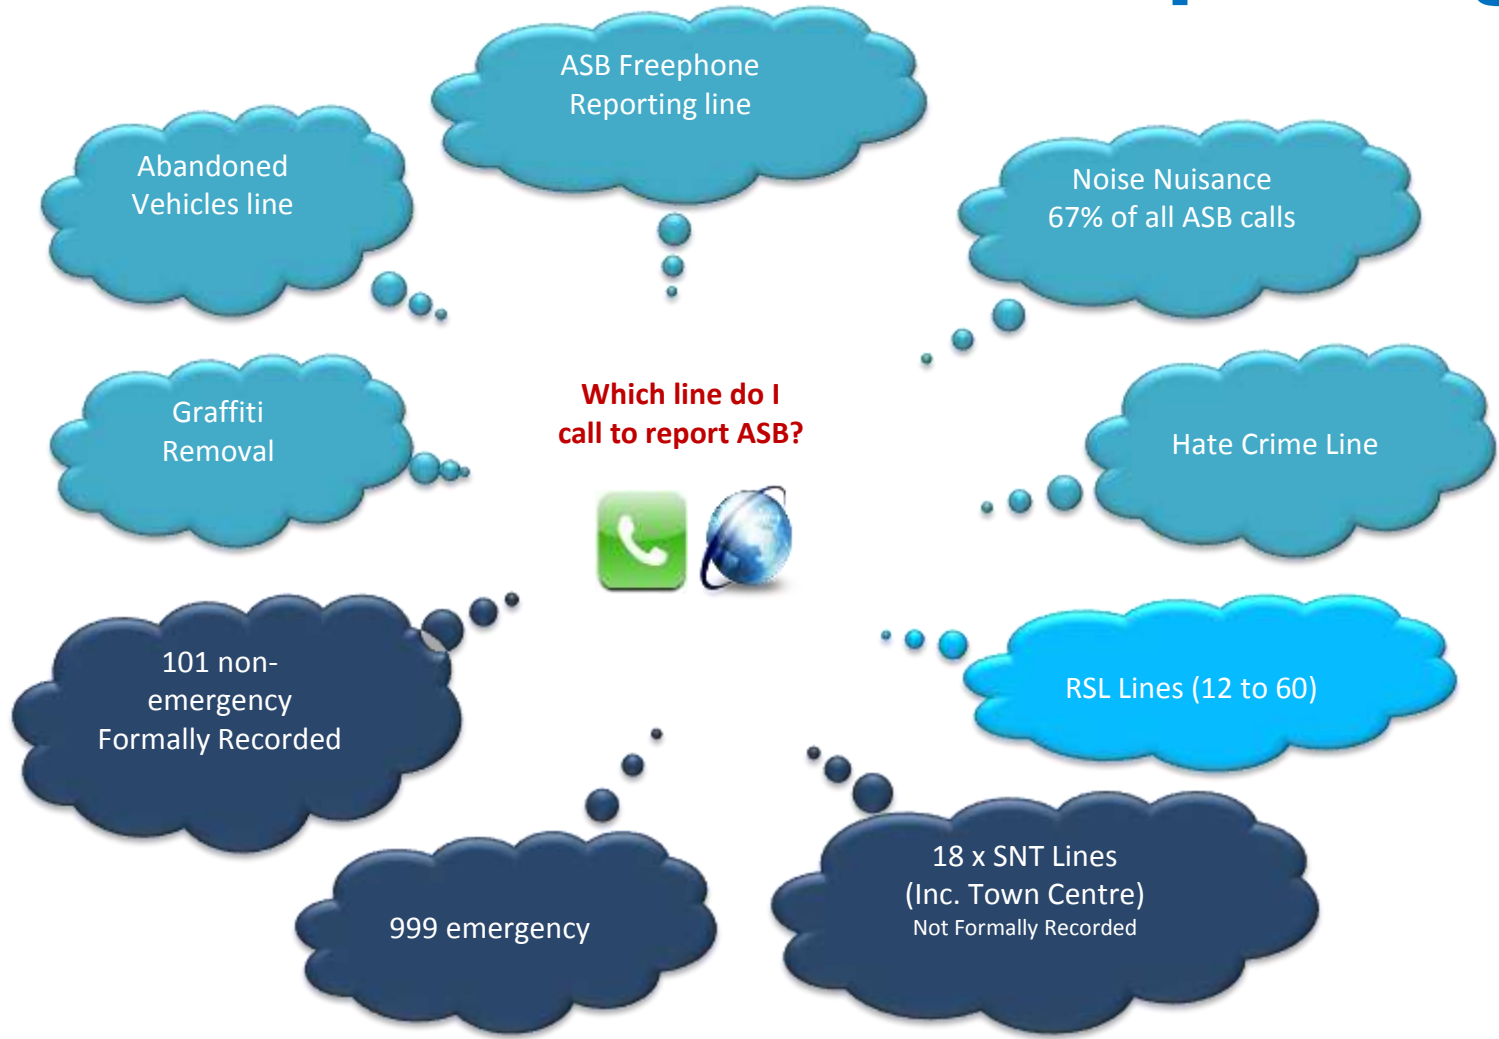 ASB Freephone
Reporting line
Abandoned
Vehicles line
Noise Nuisance
67% of all ASB calls
Which line do I
call to report ASB?
Graffiti
Removal
Hate Crime Line
101 non-
emergency
Formally Recorded
RSL Lines (12 to 60)
18 x SNT Lines
(Inc. Town Centre)
Not Formally Recorded
999 emergency